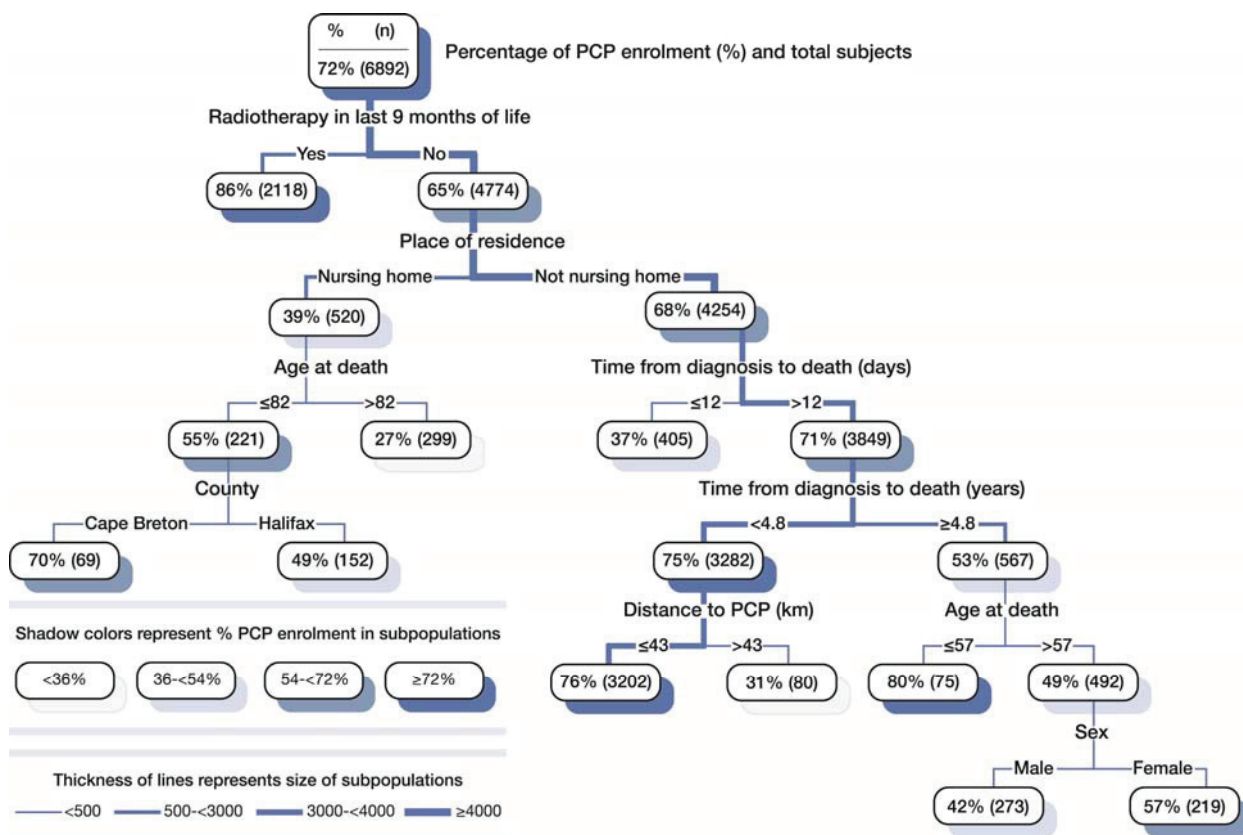 % (n)
72% (6892)
Percentage of PCP enrolment (%) and total subjects
Radiotherapy in last 9 months of life
Yes No
86% (2118) 65% (4774)
Place of residence
Nursing home Not nursing home
39% (520) 68% (4254)
Age at death Time from diagnosis to death (days)
≤82 >82 ≤12 >12
55% (221) 27% (299) 37% (405) 71% (3849)
County Time from diagnosis to death (years)
Cape Breton Halifax <4.8 ≥4.8
70% (69) 49% (152) 75% (3282) 53% (567)
Distance to PCP (km) Age at death
≤43 >43 ≤57 >57
76% (3202) 31% (80) 80% (75) 49% (492)
Sex
Male Female
42% (273) 57% (219)
Shadow colors represent % PCP enrolment in subpopulations
<36% 36-<54% 54-<72% ≥72%
Thickness of lines represents size of subpopulations
<500 500-<3000 3000-<4000 ≥4000